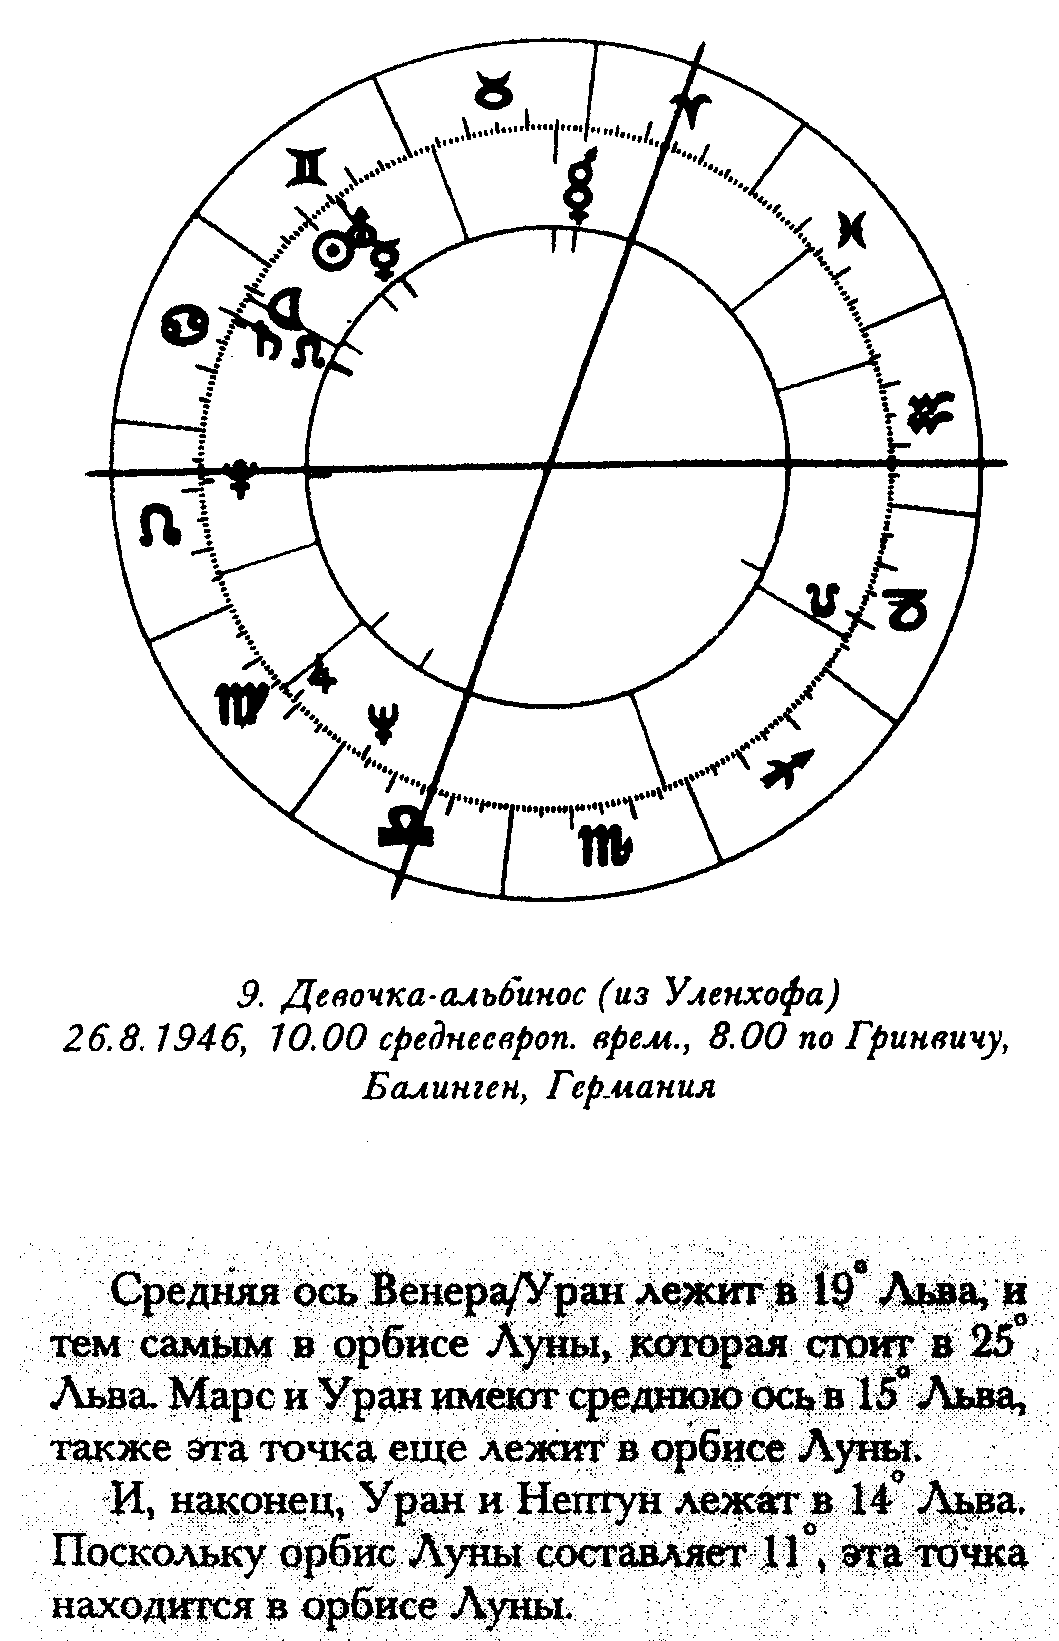 9. Девочка-альбинос (из Уленхофа)
26.8.1946, 10.00 среднеевроп. врем., 8.00 по Гринвичу,
Балинген, Германия
Средняя ось Венера/Уран лежит в 19° Льва, и
тем самым в орбисе Луны, которая стоит в 25°
Льва. Марс и Уран имеют среднюю ось в 15° Льва,
также эта точка еще лежит в орбисе Луны.
И, наконец, Уран и Нептун лежат в 14° Льва.
Поскольку орбис Луны составляет 11°, эта точка
находится в орбисе Луны.